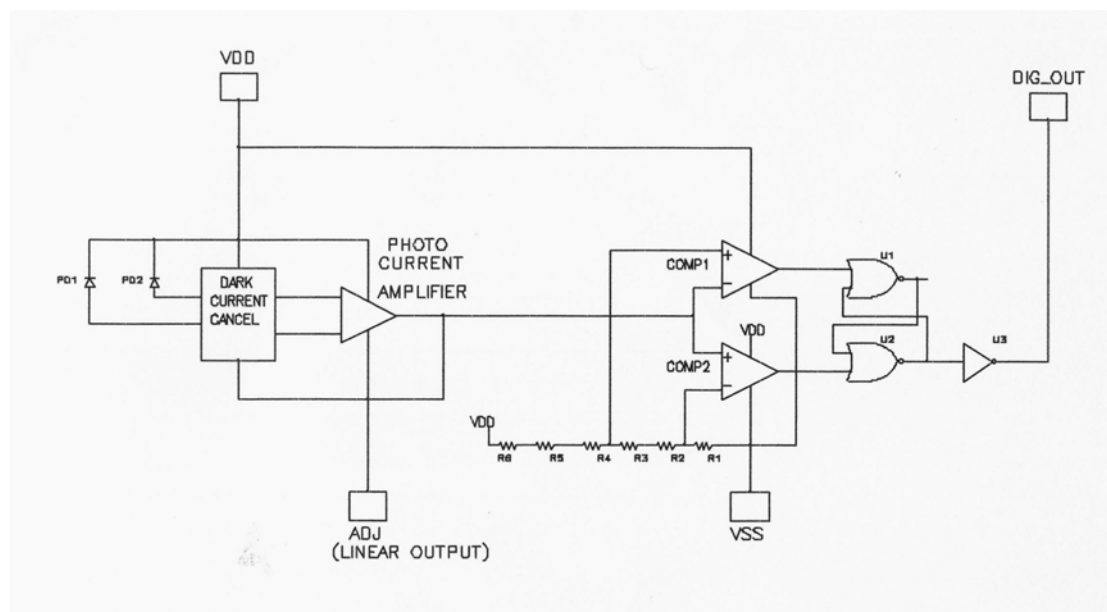 VDD
DIG_OUT
PHOTO
CURRENT
AMPLIFIER
PD1
PD2
DARK
CURRENT
CANCEL
+
-
COMP1
U1
VDD
+
-
COMP2
U2
U3
VDD
R6
R5
R4
R3
R2
R1
ADJ
(LINEAR OUTPUT)
VSS